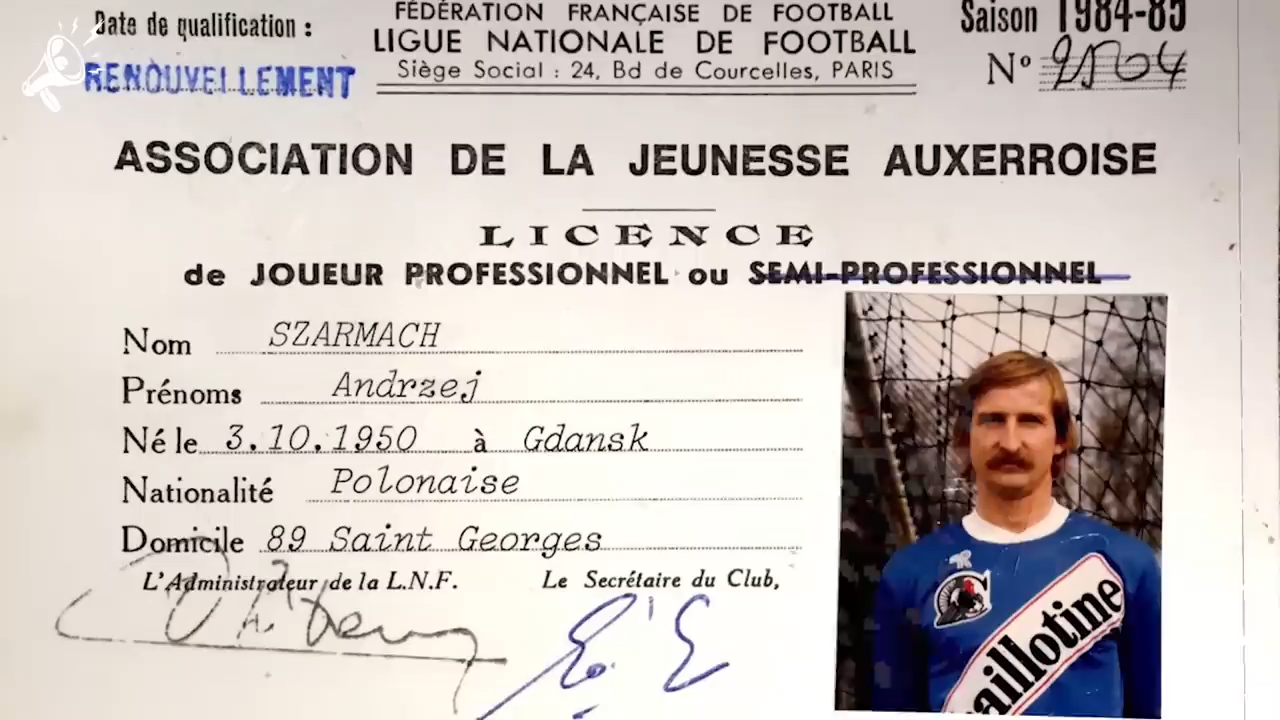 Date de qualification :
RENOUVELLEMENT
FÉDÉRATION FRANÇAISE DE FOOTBALL
LIGUE NATIONALE DE FOOTBALL
Siège Social : 24, Bd de Courcelles, PARIS
Saison 1984-85
N°
ASSOCIATION DE LA JEUNESSE AUXERROISE
LICENCE
de JOUEUR PROFESSIONNEL ou SEMI-PROFESSIONNEL
Nom SZARMACH
Prénoms Andrzej
Né le 3.10.1950 à Gdansk
Nationalité Polonaise
Domicile 89 Saint Georges
L'Administrateur de la L.N.F. Le Secrétaire du Club,
aillotine